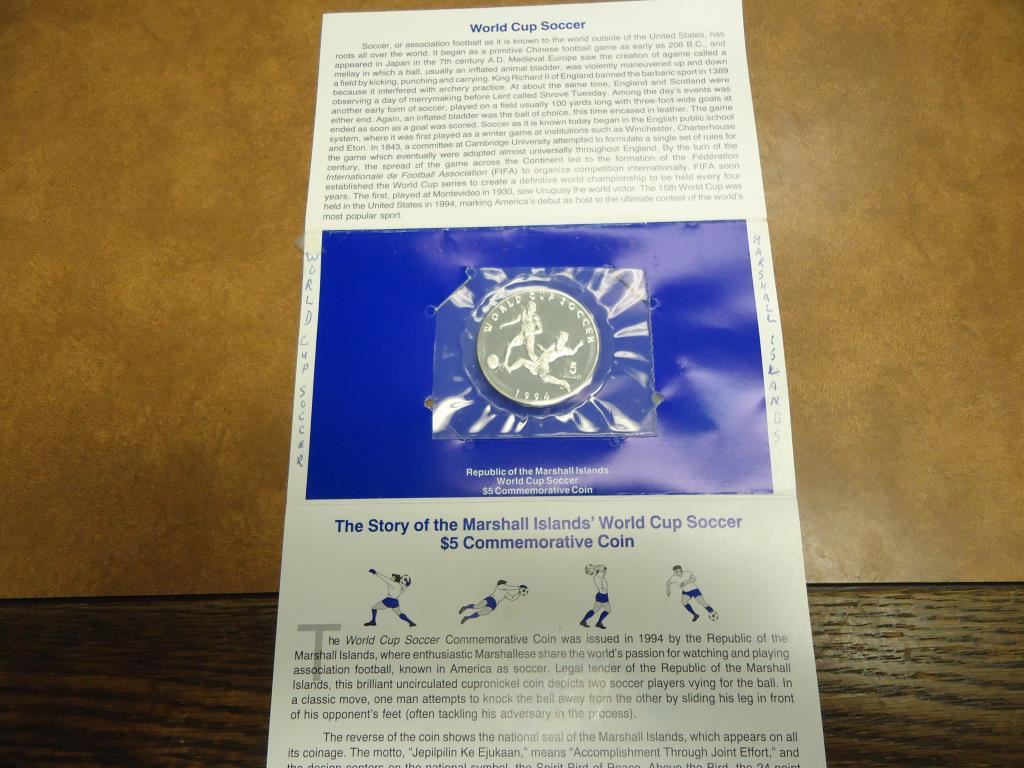 World Cup Soccer
Soccer, or association football as it is known to the world outside of the United States, has
roots all over the world. It began as a primitive Chinese football game as early as 206 B.C., and
appeared in Japan in the 7th century A.D. Medieval Europe saw the creation of agame called a
mellay in which a ball, usually an inflated animal bladder, was violently maneuvered up and down
a field by kicking, punching and carrying. King Richard II of England banned the barbaric sport in 1389
because it interfered with archery practice. At about the same time, England and Scotland were
observing a day of merrymaking before Lent called Shrove Tuesday. Among the day's events was
another early form of soccer, played on a field usually 100 yards long with three-foot-wide goals at
either end. Again, an inflated bladder was the ball of choice, this time encased in leather. The game
ended as soon as a goal was scored. Soccer as it is known today began in the English public school
system, where it was first played as a winter game at institutions such as Winchester, Charterhouse
and Eton. In 1843, a committee at Cambridge University attempted to formulate a single set of rules for
the game which eventually were adopted almost universally throughout England. By the turn of the
century, the spread of the game across the Continent led to the formation of the Fédération
Internationale de Football Association (FIFA) to organize competition internationally. FIFA soon
established the World Cup series to create a definitive world championship to be held every four
years. The first, played at Montevideo in 1930, saw Uruguay the world victor. The 15th World Cup was
held in the United States in 1994, marking America's debut as host to the ultimate contest of the world's
most popular sport.
WORLD CUP SOCCER
MARSHALL ISLANDS
WORLD CUP SOCCER
5
DOLLARS
1994
Republic of the Marshall Islands
World Cup Soccer
$5 Commemorative Coin
The Story of the Marshall Islands' World Cup Soccer
$5 Commemorative Coin
The World Cup Soccer Commemorative Coin was issued in 1994 by the Republic of the
Marshall Islands, where enthusiastic Marshallese share the world's passion for watching and playing
association football, known in America as soccer. Legal tender of the Republic of the Marshall
Islands, this brilliant uncirculated cupronickel coin depicts two soccer players vying for the ball. In
a classic move, one man attempts to knock the ball away from the other by sliding his leg in front
of his opponent's feet (often tackling his adversary in the process).
The reverse of the coin shows the national seal of the Marshall Islands, which appears on all
its coinage. The motto, "Jepilpilin Ke Ejukaan," means "Accomplishment Through Joint Effort," and
the design centers on the national symbol, the Spirit Bird of Peace. Above the Bird, the 24-point